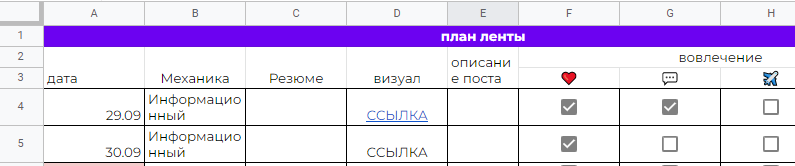 A B C D E F G H
1 план ленты
2 описани вовлечение
3 дата Механика Резюме визуал е поста
Информацио
4 29.09 нный ССЫЛКА
Информацио
5 30.09 нный ССЫЛКА